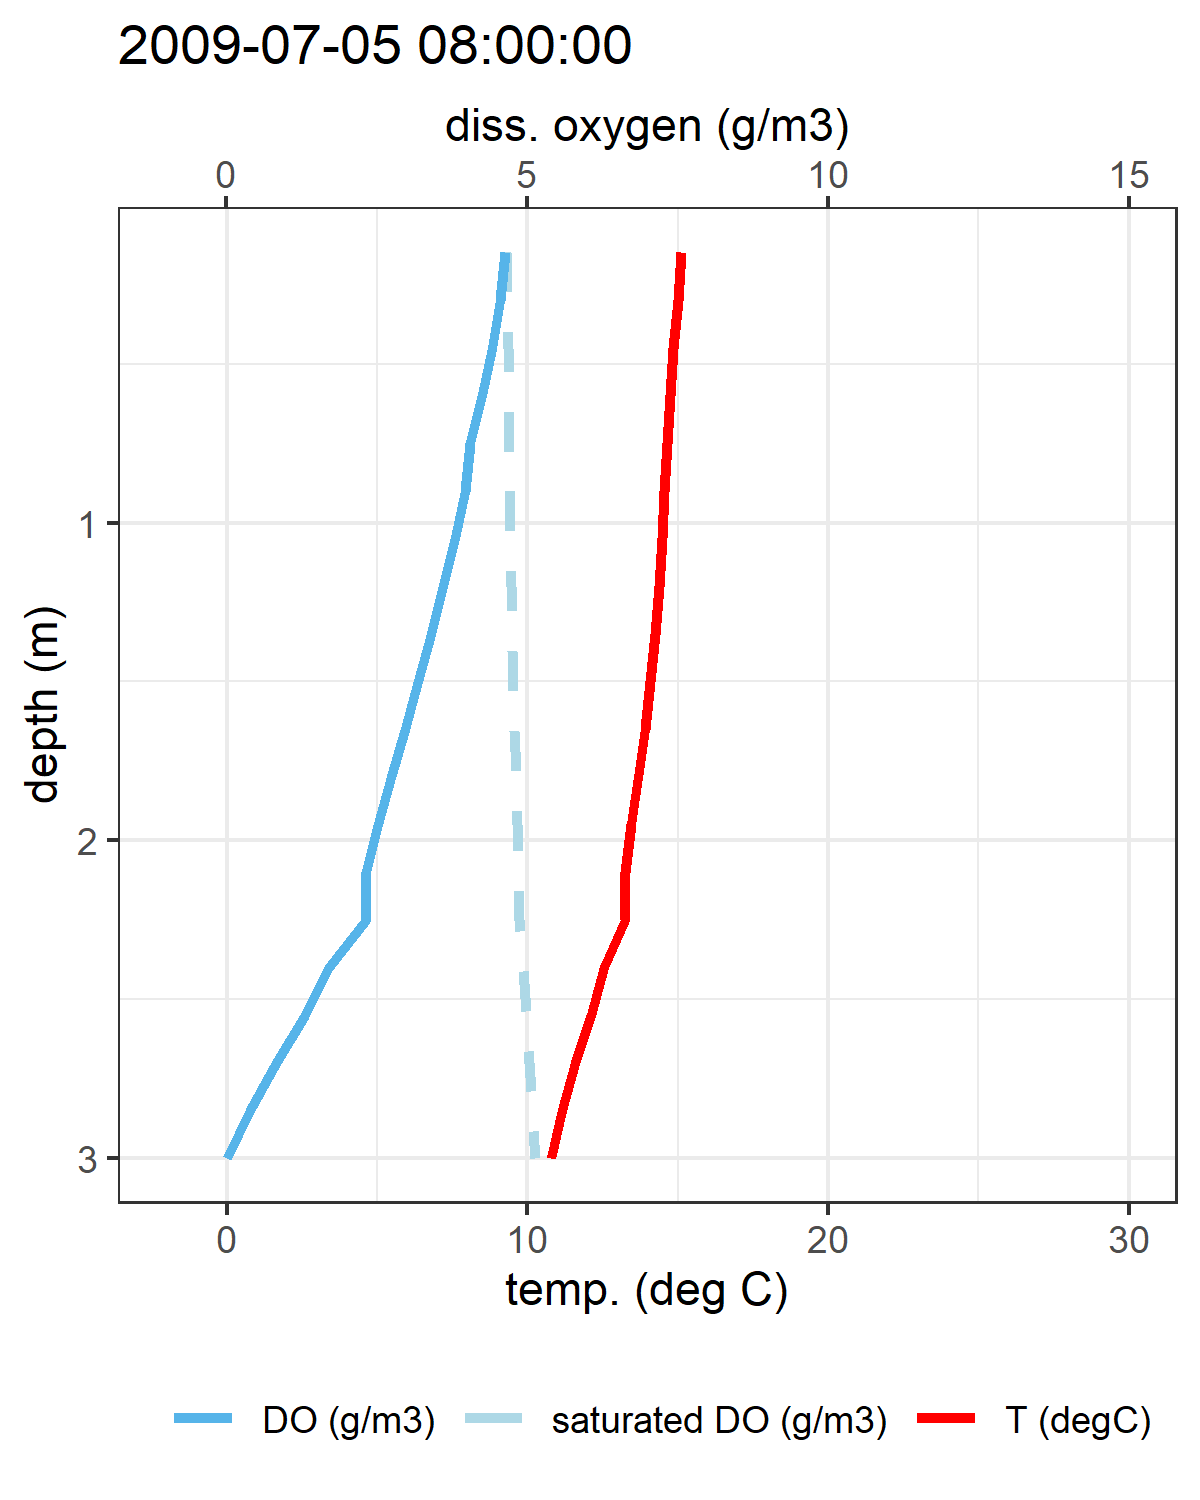 2009-07-05 08:00:00
diss. oxygen (g/m3)
0 5 10 15
depth (m)
1
2
3
0 10 20 30
temp. (deg C)
DO (g/m3) saturated DO (g/m3) T (degC)